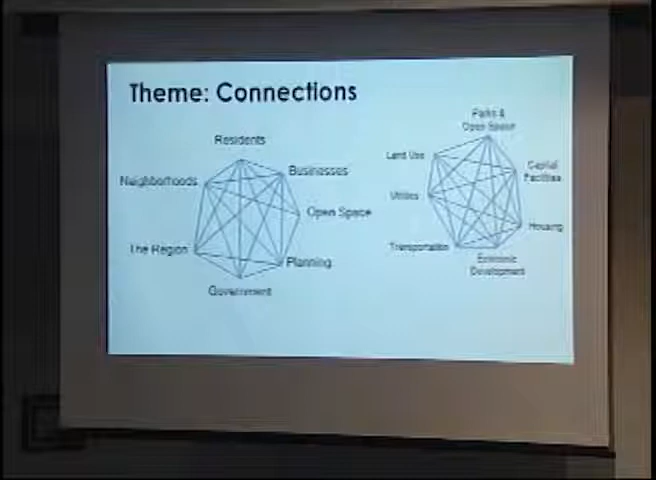 Theme: Connections
Residents
Businesses
Neighborhoods
Open Space
The Region
Planning
Government
Parks &
Open Space
Land Use
Capital
Facilities
Utilities
Housing
Transportation
Economic
Development